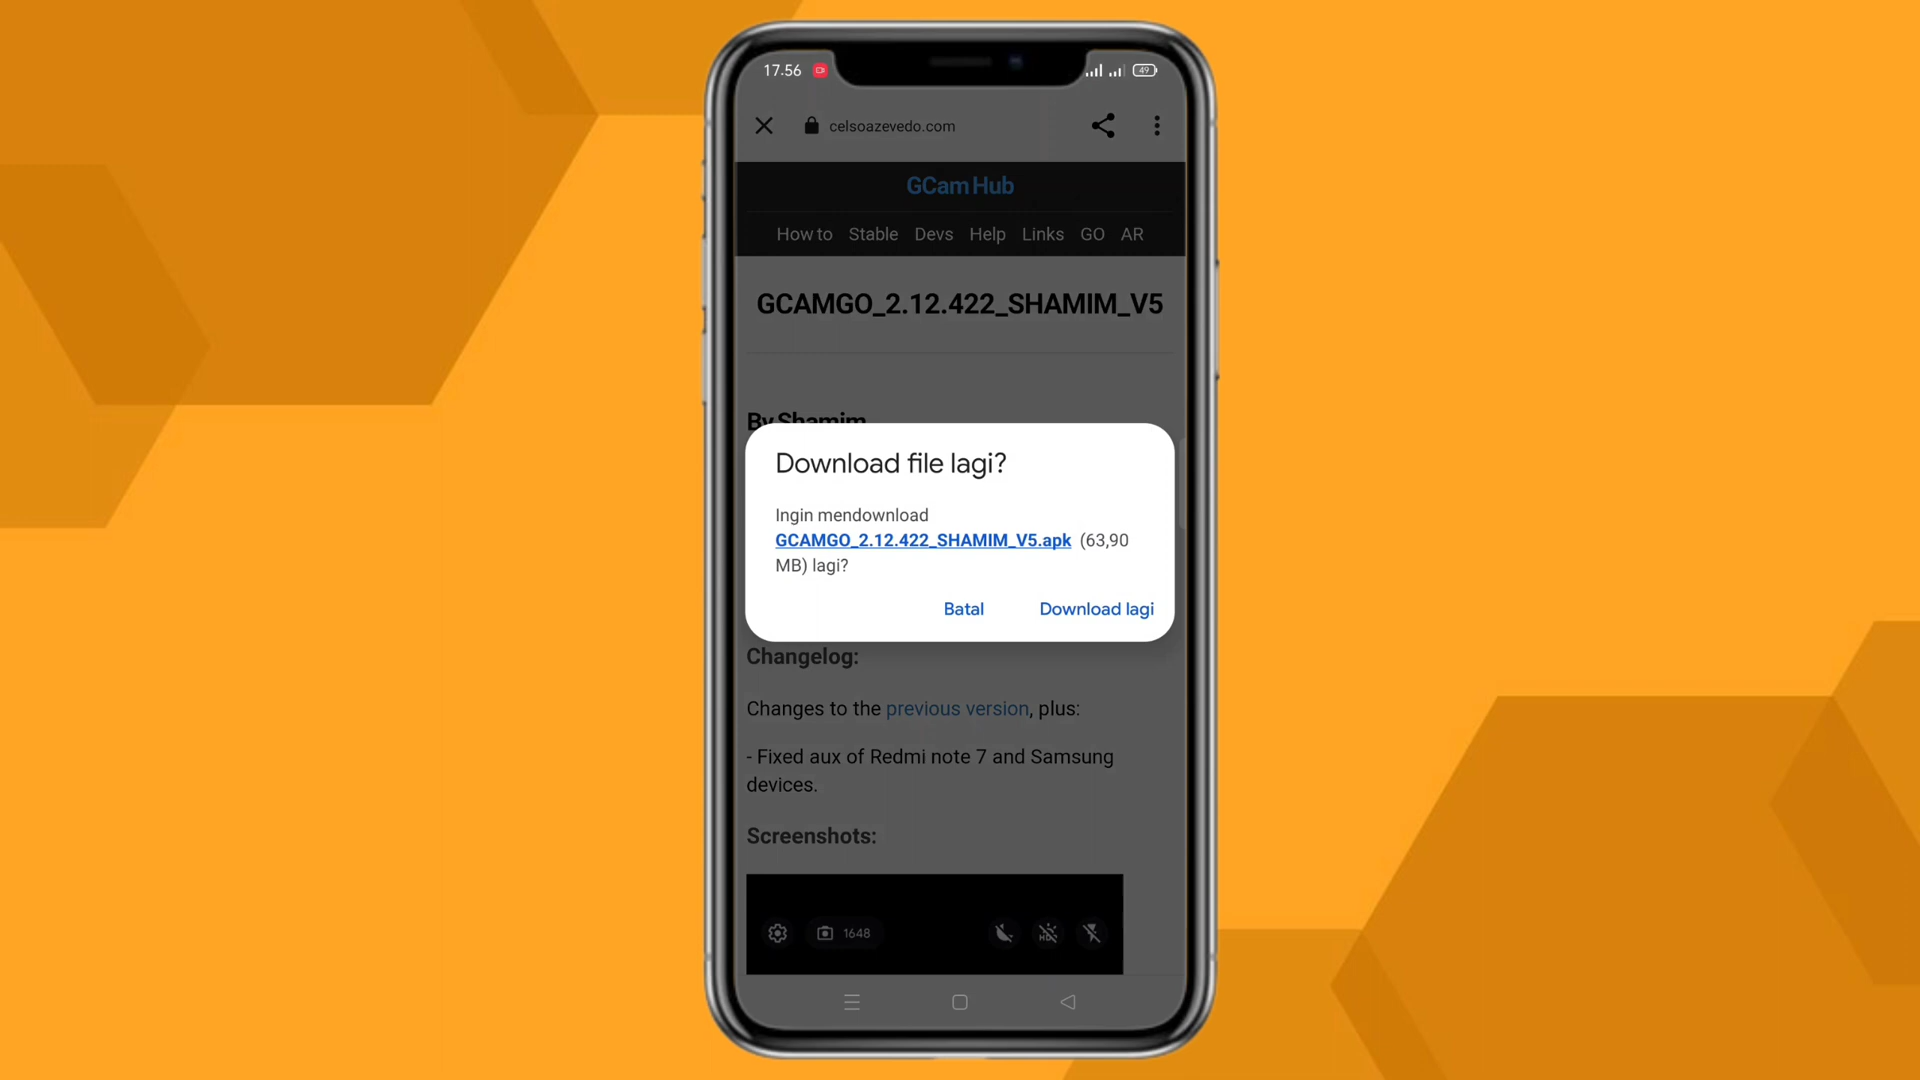 17.56
49
celsoazevedo.com
GCam Hub
How to Stable Devs Help Links GO AR
GCAMGO_2.12.422_SHAMIM_V5
By Shamim
Download file lagi?
Ingin mendownload
GCAMGO_2.12.422_SHAMIM_V5.apk (63,90
MB) lagi?
Batal Download lagi
Changelog:
Changes to the previous version, plus:
- Fixed aux of Redmi note 7 and Samsung
devices.
Screenshots:
1648
HDR